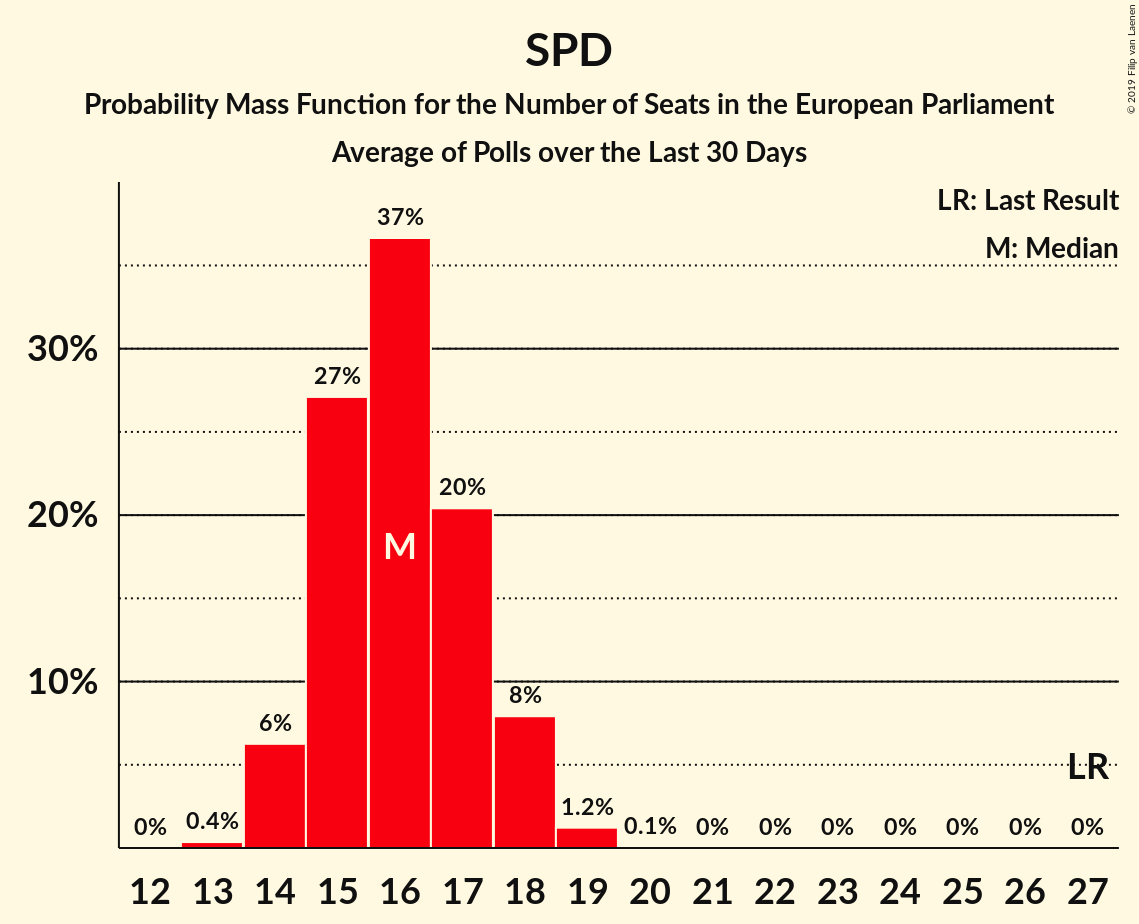 SPD
Probability Mass Function for the Number of Seats in the European Parliament
Average of Polls over the Last 30 Days
© 2019 Filip van Laenen
LR: Last Result
M: Median
37%
30%
27%
20%
20%
M
10%
8%
6%
LR
1.2%
0.4%
0.1%
0%
0%
0%
0%
0%
0%
0%
0%
12 13 14 15 16 17 18 19 20 21 22 23 24 25 26 27